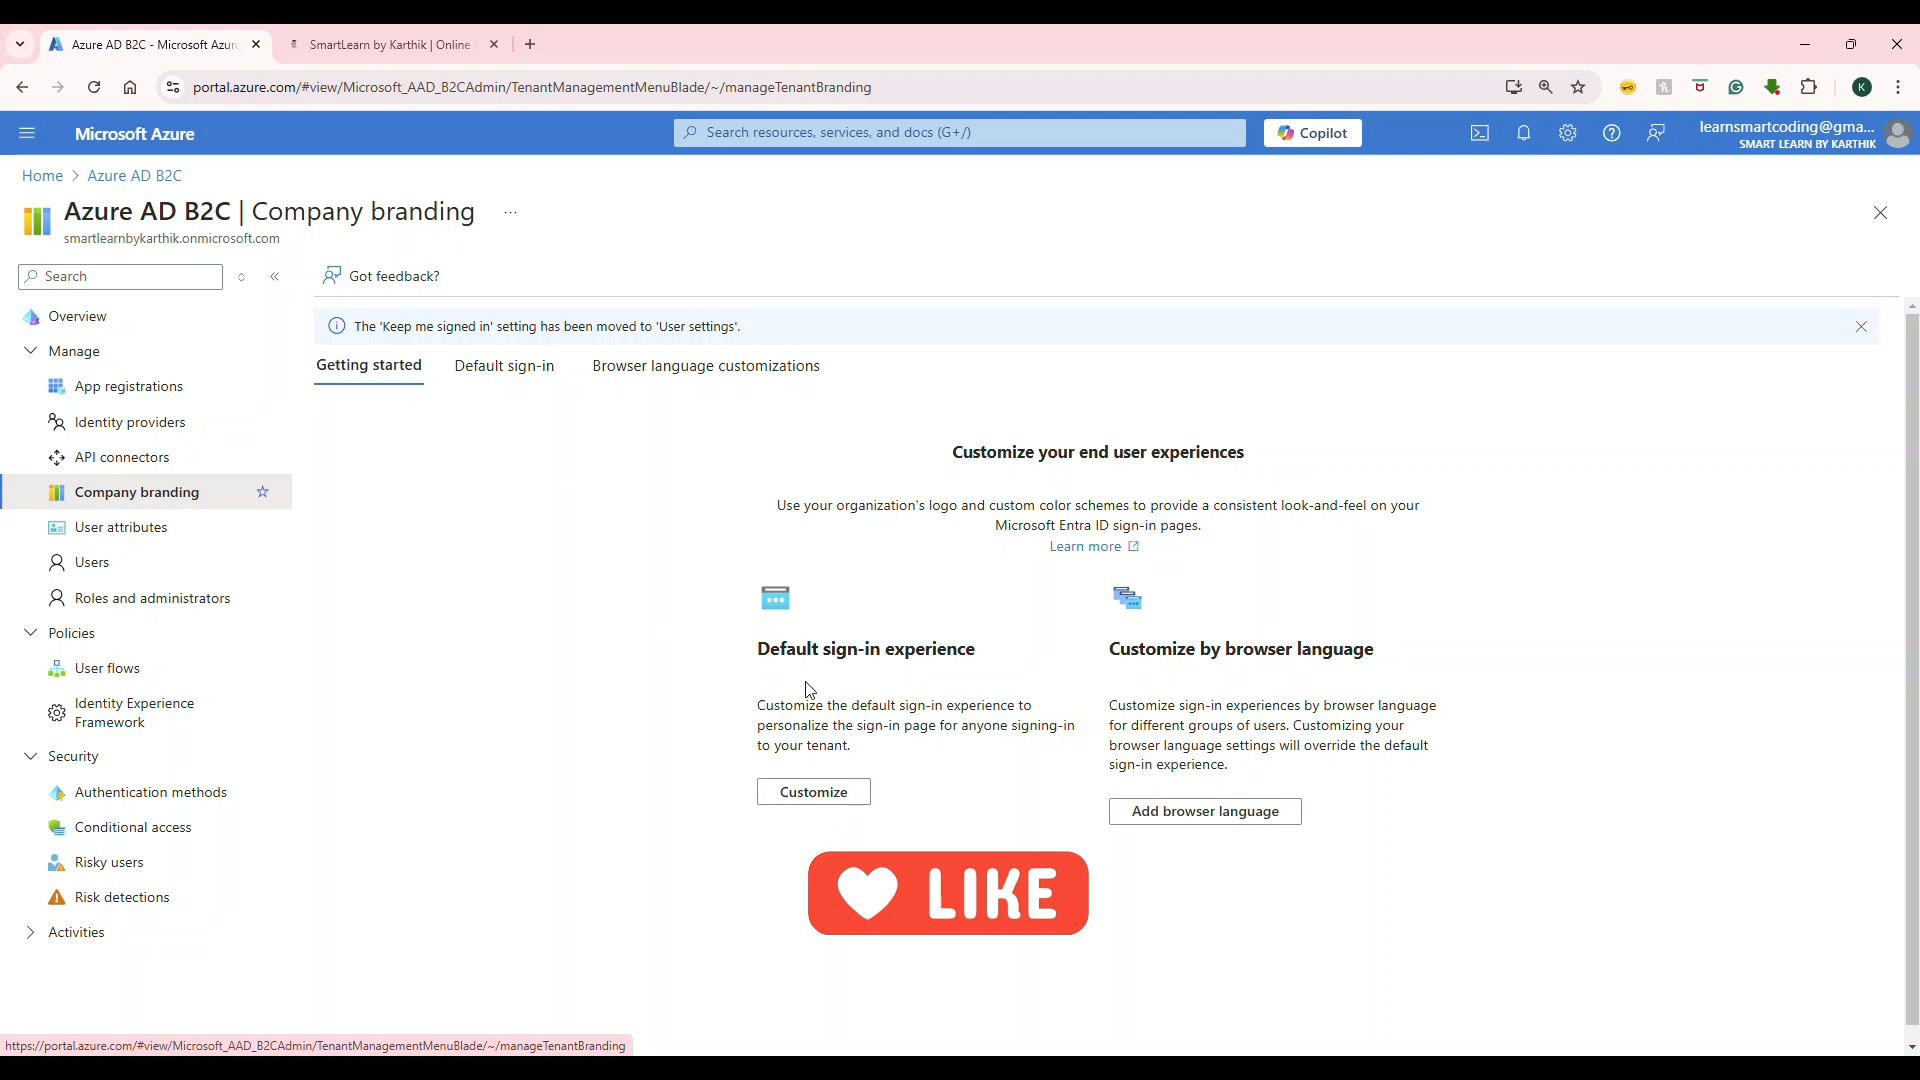 Azure AD B2C - Microsoft Azure
SmartLearn by Karthik | Online
portal.azure.com/#view/Microsoft_AAD_B2CAdmin/TenantManagementMenuBlade/~/manageTenantBranding
K
Microsoft Azure
Search resources, services, and docs (G+/)
Copilot
learnsmartcoding@gma...
SMART LEARN BY KARTHIK
Home > Azure AD B2C
Azure AD B2C | Company branding ...
smartlearnbykarthik.onmicrosoft.com
Search
Got feedback?
Overview
Manage
App registrations
Identity providers
API connectors
Company branding
User attributes
Users
Roles and administrators
Policies
User flows
Identity Experience
Framework
Security
Authentication methods
Conditional access
Risky users
Risk detections
Activities
The 'Keep me signed in' setting has been moved to 'User settings'.
Getting started
Default sign-in
Browser language customizations
Customize your end user experiences
Use your organization's logo and custom color schemes to provide a consistent look-and-feel on your
Microsoft Entra ID sign-in pages.
Learn more
Default sign-in experience
Customize the default sign-in experience to
personalize the sign-in page for anyone signing-in
to your tenant.
Customize
Customize by browser language
Customize sign-in experiences by browser language
for different groups of users. Customizing your
browser language settings will override the default
sign-in experience.
Add browser language
LIKE
https://portal.azure.com/#view/Microsoft_AAD_B2CAdmin/TenantManagementMenuBlade/~/manageTenantBranding